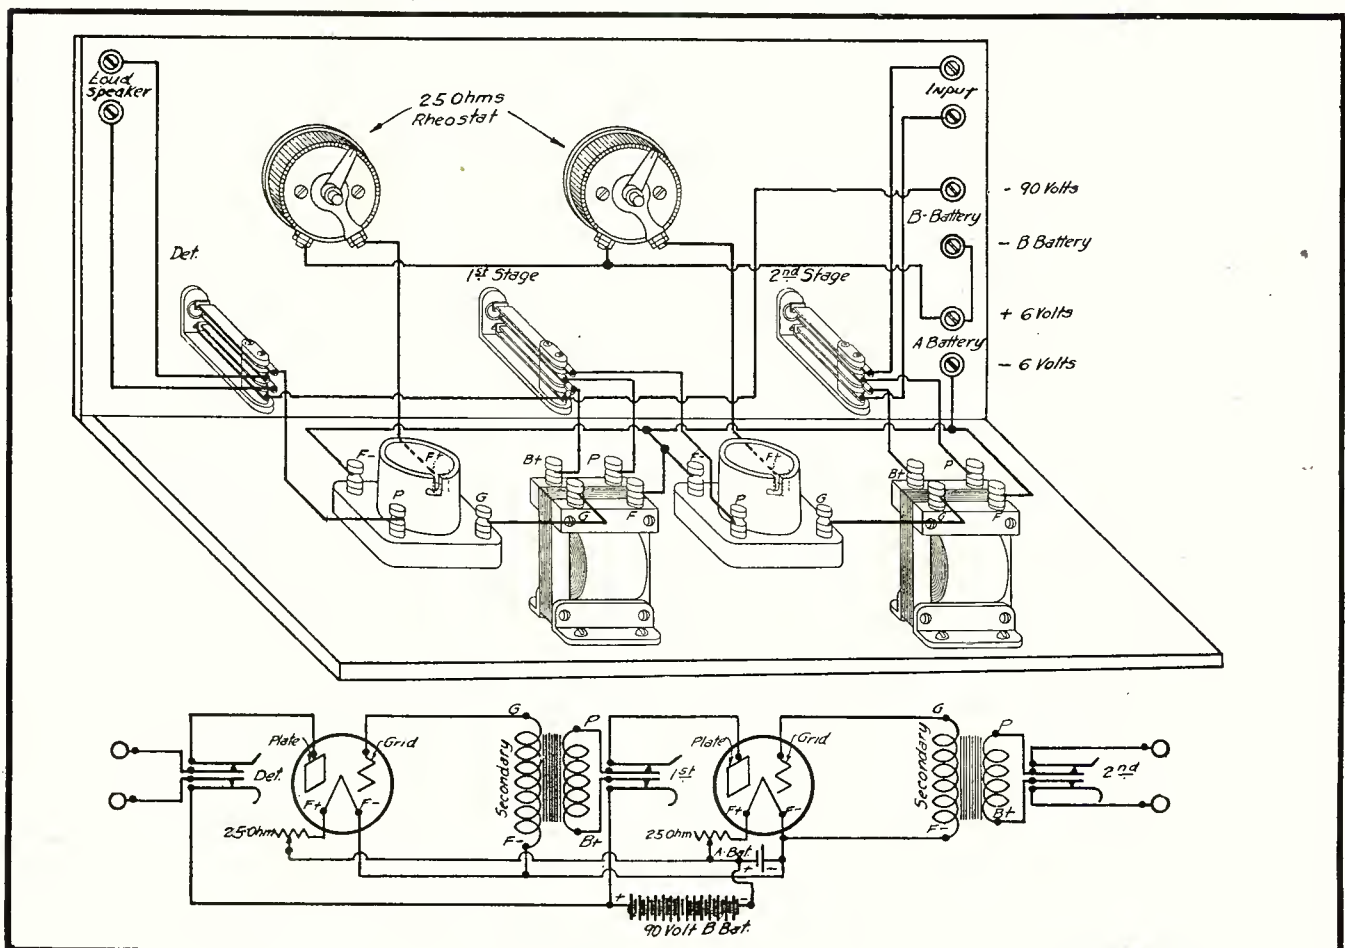 Loud
speaker
25 Ohms
Rheostat
Input
- 90 Volts
B-Battery
- B Battery
+ 6 Volts
A Battery
- 6 Volts
Det.
1st Stage
2nd Stage
F-
F+
P
G
B+
P
G
F
F-
F+
P
G
B+
P
G
F
Plate
Grid
Det.
F+
F-
25 Ohm
G
Secondary
F-
P
B+
1st
Plate
Grid
F+
F-
25 Ohm
A-Bat.
+ -
G
Secondary
F-
P
B+
2nd
+ -
90 Volt B Bat.